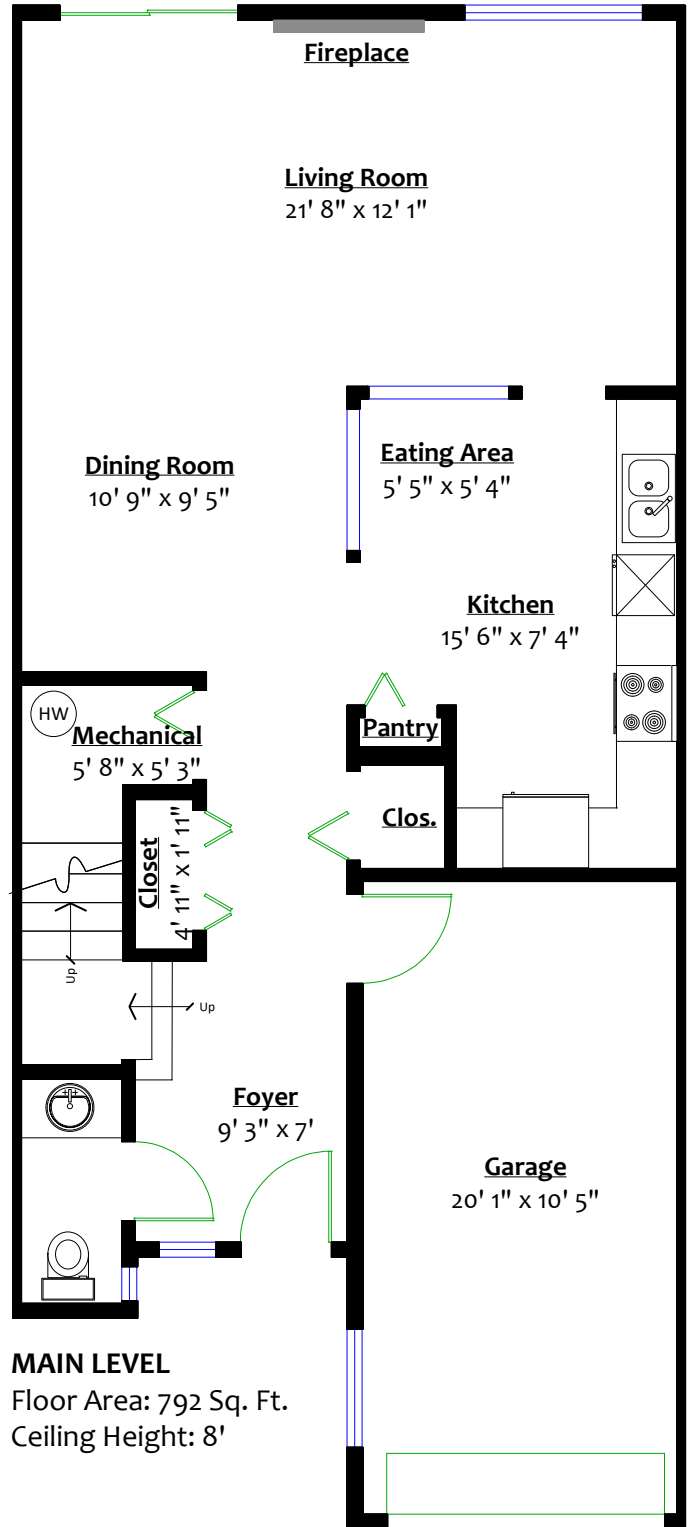 Fireplace
Living Room
21' 8" x 12' 1"
Dining Room
10' 9" x 9' 5"
Eating Area
5' 5" x 5' 4"
Kitchen
15' 6" x 7' 4"
HW
Mechanical
5' 8" x 5' 3"
Pantry
Closet
4' 11" x 1' 11"
Clos.
Up
Up
Foyer
9' 3" x 7'
Garage
20' 1" x 10' 5"
MAIN LEVEL
Floor Area: 792 Sq. Ft.
Ceiling Height: 8'